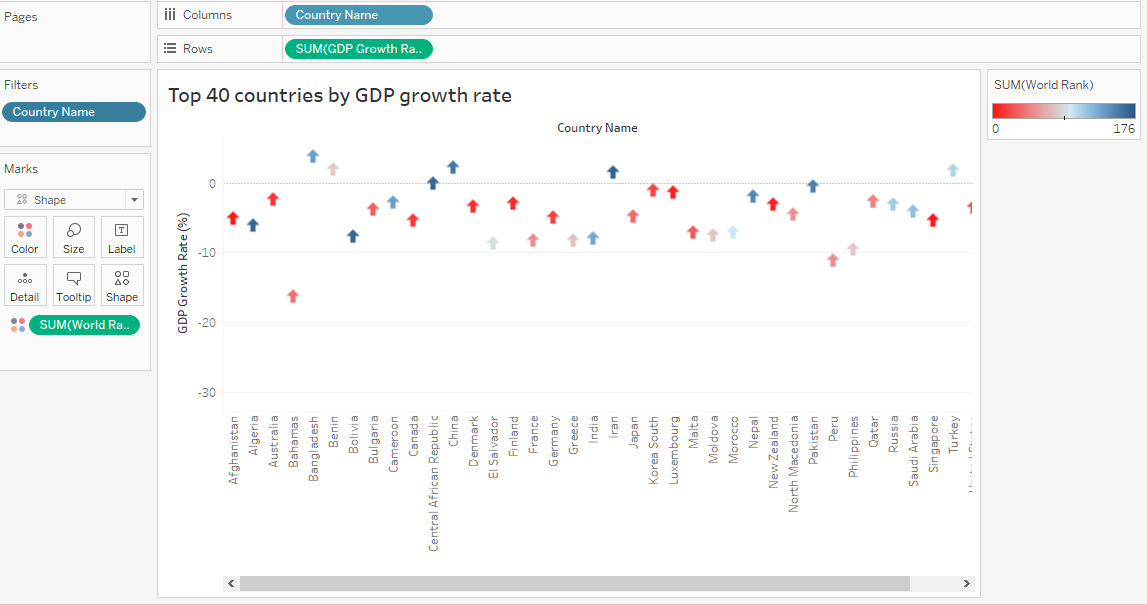 Pages
Columns
Country Name
Rows
SUM(GDP Growth Ra..
Filters
Country Name
Marks
Shape
Color
Size
Label
Detail
Tooltip
Shape
SUM(World Ra..
Top 40 countries by GDP growth rate
Country Name
GDP Growth Rate (%)
0
-10
-20
-30
Afghanistan
Algeria
Australia
Bahamas
Bangladesh
Benin
Bolivia
Bulgaria
Cameroon
Canada
Central African Republic
China
Denmark
El Salvador
Finland
France
Germany
Greece
India
Iran
Japan
Korea South
Luxembourg
Malta
Moldova
Morocco
Nepal
New Zealand
North Macedonia
Pakistan
Peru
Philippines
Qatar
Russia
Saudi Arabia
Singapore
Turkey
SUM(World Rank)
0
176